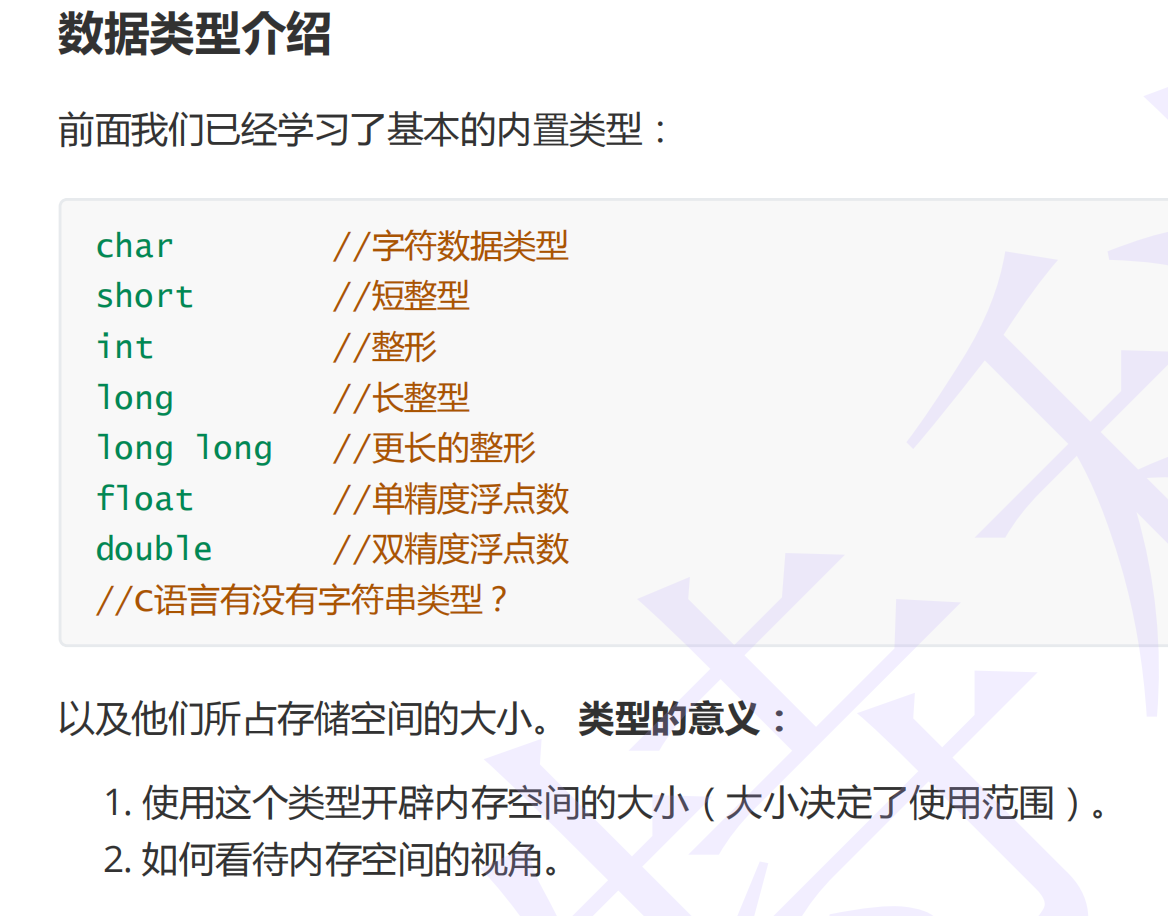 数据类型介绍
前面我们已经学习了基本的内置类型：
char //字符数据类型
short //短整型
int //整形
long //长整型
long long //更长的整形
float //单精度浮点数
double //双精度浮点数
//C语言有没有字符串类型？
以及他们所占存储空间的大小。 类型的意义：
1. 使用这个类型开辟内存空间的大小（大小决定了使用范围）。
2. 如何看待内存空间的视角。